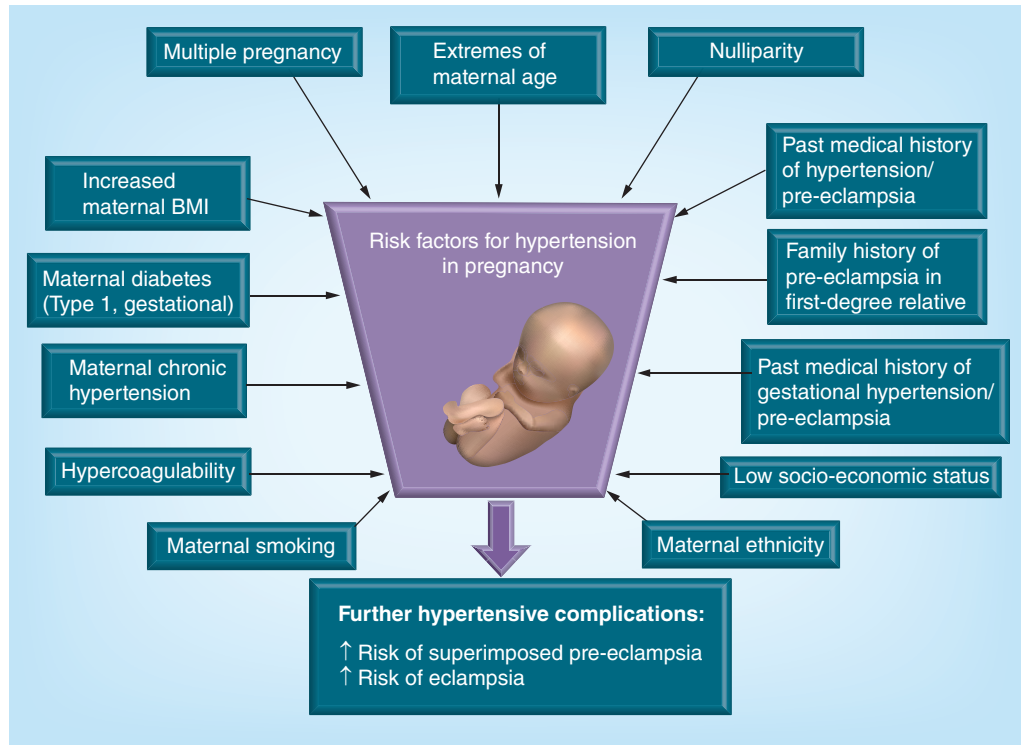 Multiple pregnancy
Extremes of
maternal age
Nulliparity
Increased
maternal BMI
Past medical history
of hypertension/
pre-eclampsia
Risk factors for hypertension
in pregnancy
Maternal diabetes
(Type 1, gestational)
Family history of
pre-eclampsia in
first-degree relative
Maternal chronic
hypertension
Past medical history of
gestational hypertension/
pre-eclampsia
Hypercoagulability
Low socio-economic status
Maternal smoking
Maternal ethnicity
Further hypertensive complications:
↑ Risk of superimposed pre-eclampsia
↑ Risk of eclampsia